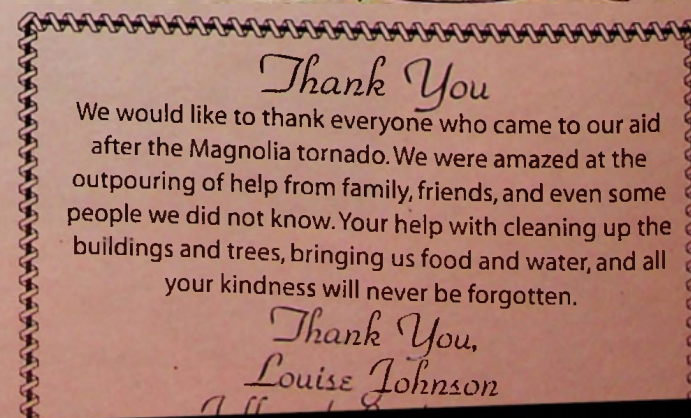 Thank You
We would like to thank everyone who came to our aid
after the Magnolia tornado. We were amazed at the
outpouring of help from family, friends, and even some
people we did not know. Your help with cleaning up the
buildings and trees, bringing us food and water, and all
your kindness will never be forgotten.
Thank You,
Louise Johnson